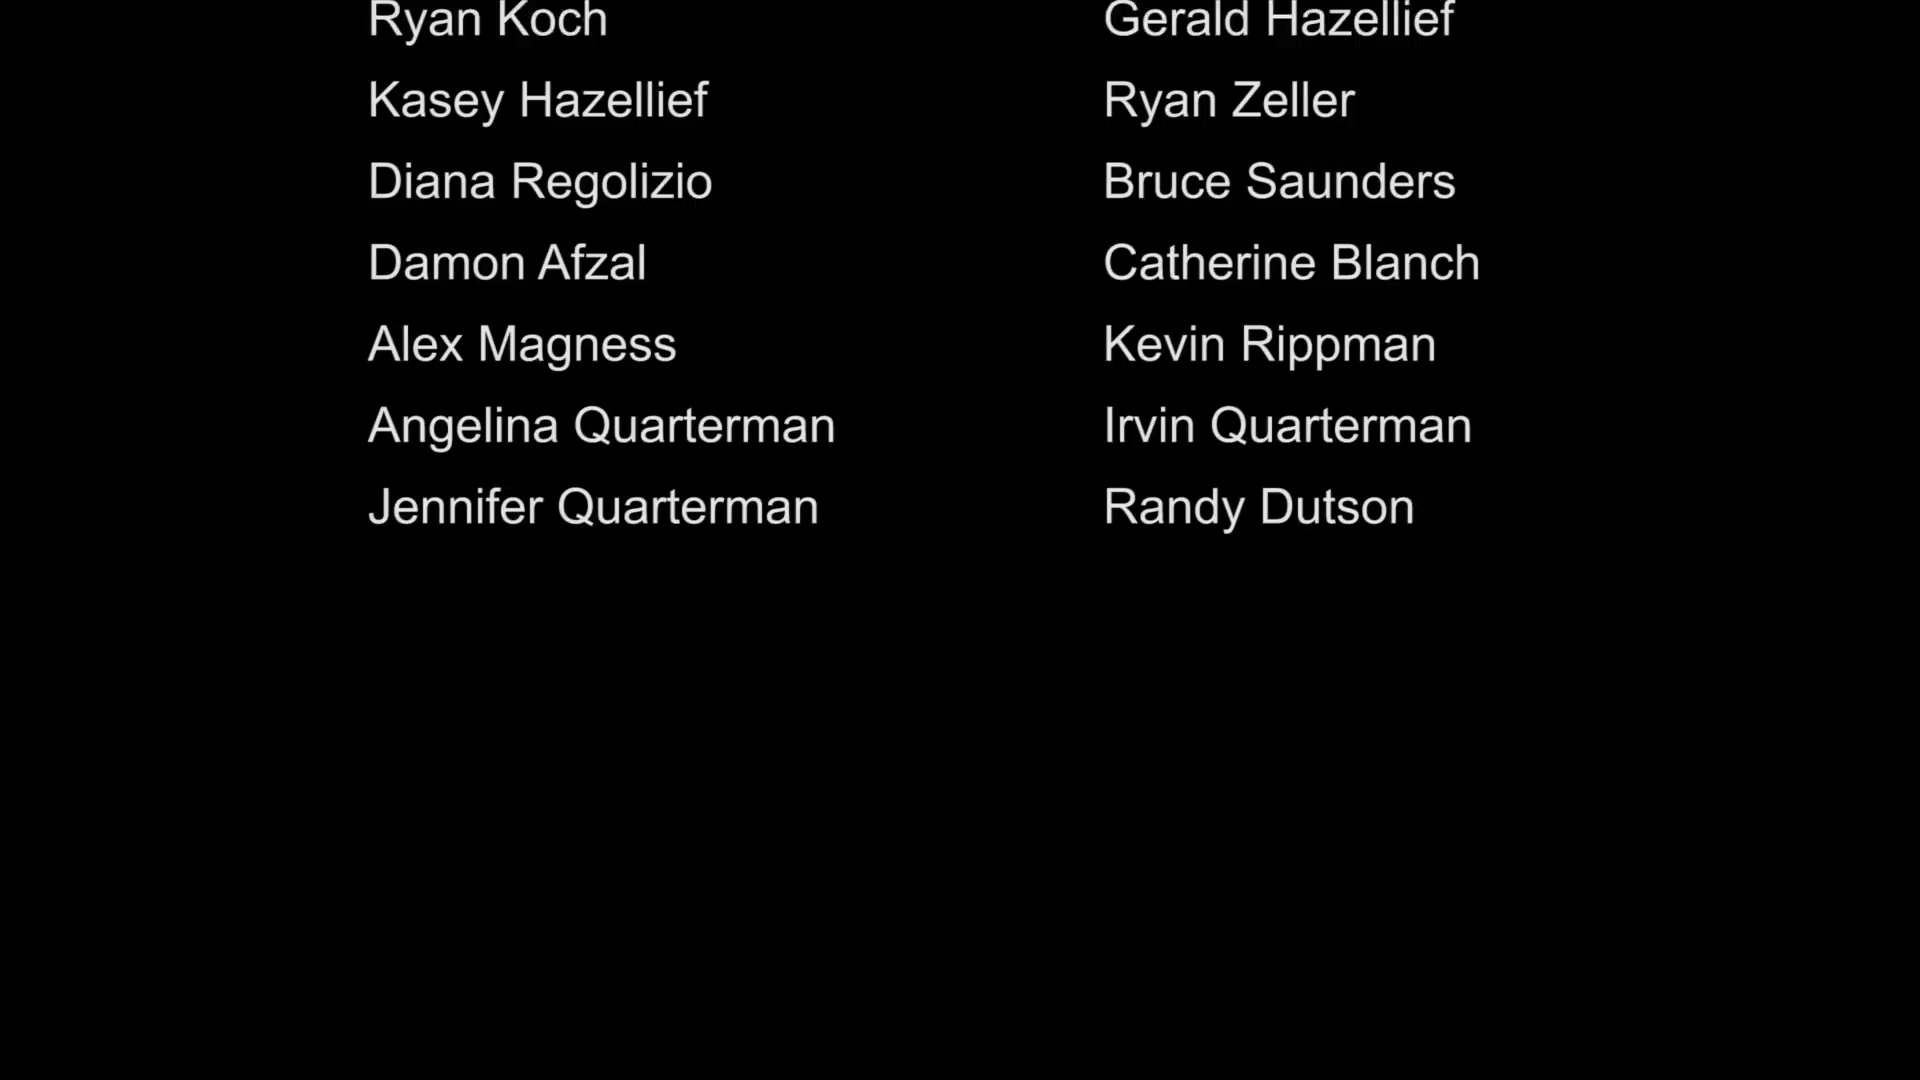 Ryan Koch
Gerald Hazellief
Kasey Hazellief
Ryan Zeller
Diana Regolizio
Bruce Saunders
Damon Afzal
Catherine Blanch
Alex Magness
Kevin Rippman
Angelina Quarterman
Irvin Quarterman
Jennifer Quarterman
Randy Dutson